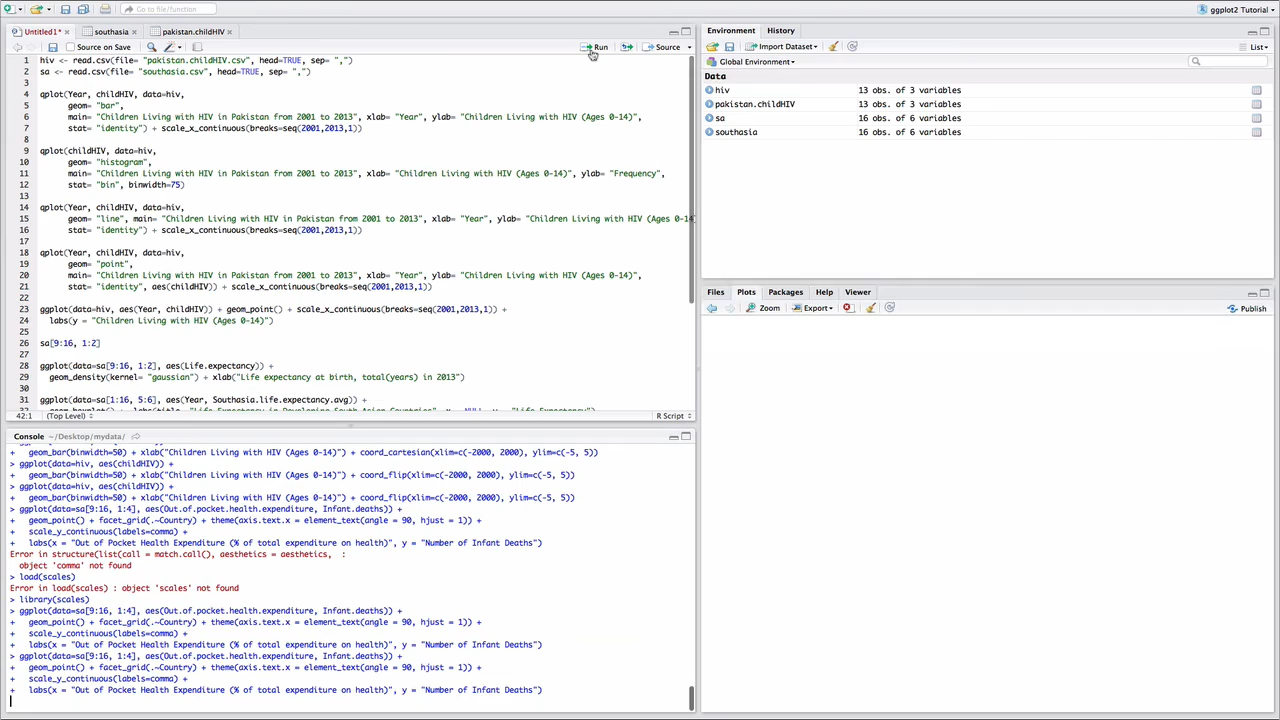 Go to file/function
ggplot2 Tutorial
Untitled1*
southasia
pakistan.childHIV
Source on Save
Run
Source
1 hiv <- read.csv(file= "pakistan.childHIV.csv", head=TRUE, sep= ",")
2 sa <- read.csv(file= "southasia.csv", head=TRUE, sep= ",")
3
4 qplot(Year, childHIV, data=hiv,
5 geom= "bar",
6 main= "Children Living with HIV in Pakistan from 2001 to 2013", xlab= "Year", ylab= "Children Living with HIV (Ages 0-14)",
7 stat= "identity") + scale_x_continuous(breaks=seq(2001,2013,1))
8
9 qplot(childHIV, data=hiv,
10 geom= "histogram",
11 main= "Children Living with HIV in Pakistan from 2001 to 2013", xlab= "Children Living with HIV (Ages 0-14)", ylab= "Frequency",
12 stat= "bin", binwidth=75)
13
14 qplot(Year, childHIV, data=hiv,
15 geom= "line", main= "Children Living with HIV in Pakistan from 2001 to 2013", xlab= "Year", ylab= "Children Living with HIV (Ages 0-14
16 stat= "identity") + scale_x_continuous(breaks=seq(2001,2013,1))
17
18 qplot(Year, childHIV, data=hiv,
19 geom= "point",
20 main= "Children Living with HIV in Pakistan from 2001 to 2013", xlab= "Year", ylab= "Children Living with HIV (Ages 0-14)",
21 stat= "identity", aes(childHIV)) + scale_x_continuous(breaks=seq(2001,2013,1))
22
23 ggplot(data=hiv, aes(Year, childHIV)) + geom_point() + scale_x_continuous(breaks=seq(2001,2013,1)) +
24 labs(y = "Children Living with HIV (Ages 0-14)")
25
26 sa[9:16, 1:2]
27
28 ggplot(data=sa[9:16, 1:2], aes(Life.expectancy)) +
29 geom_density(kernel= "gaussian") + xlab("Life expectancy at birth, total(years) in 2013")
30
31 ggplot(data=sa[1:16, 5:6], aes(Year, Southasia.life.expectancy.avg)) +
42:1 (Top Level)
R Script
Console ~/Desktop/mydata/
+ geom_bar(binwidth=50) + xlab("Children Living with HIV (Ages 0-14)") + coord_cartesian(xlim=c(-2000, 2000), ylim=c(-5, 5))
> ggplot(data=hiv, aes(childHIV)) +
+ geom_bar(binwidth=50) + xlab("Children Living with HIV (Ages 0-14)") + coord_flip(xlim=c(-2000, 2000), ylim=c(-5, 5))
> ggplot(data=hiv, aes(childHIV)) +
+ geom_bar(binwidth=50) + xlab("Children Living with HIV (Ages 0-14)") + coord_flip(xlim=c(-2000, 2000), ylim=c(-5, 5))
> ggplot(data=sa[9:16, 1:4], aes(Out.of.pocket.health.expenditure, Infant.deaths)) +
+ geom_point() + facet_grid(.~Country) + theme(axis.text.x = element_text(angle = 90, hjust = 1)) +
+ scale_y_continuous(labels=comma) +
+ labs(x = "Out of Pocket Health Expenditure (% of total expenditure on health)", y = "Number of Infant Deaths")
Error in structure(list(call = match.call(), aesthetics = aesthetics, :
object 'comma' not found
> load(scales)
Error in load(scales) : object 'scales' not found
> library(scales)
> ggplot(data=sa[9:16, 1:4], aes(Out.of.pocket.health.expenditure, Infant.deaths)) +
+ geom_point() + facet_grid(.~Country) + theme(axis.text.x = element_text(angle = 90, hjust = 1)) +
+ scale_y_continuous(labels=comma) +
+ labs(x = "Out of Pocket Health Expenditure (% of total expenditure on health)", y = "Number of Infant Deaths")
> ggplot(data=sa[9:16, 1:4], aes(Out.of.pocket.health.expenditure, Infant.deaths)) +
+ geom_point() + facet_grid(.~Country) + theme(axis.text.x = element_text(angle = 90, hjust = 1)) +
+ scale_y_continuous(labels=comma) +
+ labs(x = "Out of Pocket Health Expenditure (% of total expenditure on health)", y = "Number of Infant Deaths")
Environment
History
Import Dataset
List
Global Environment
Data
hiv 13 obs. of 3 variables
pakistan.childHIV 13 obs. of 3 variables
sa 16 obs. of 6 variables
southasia 16 obs. of 6 variables
Files
Plots
Packages
Help
Viewer
Zoom
Export
Publish